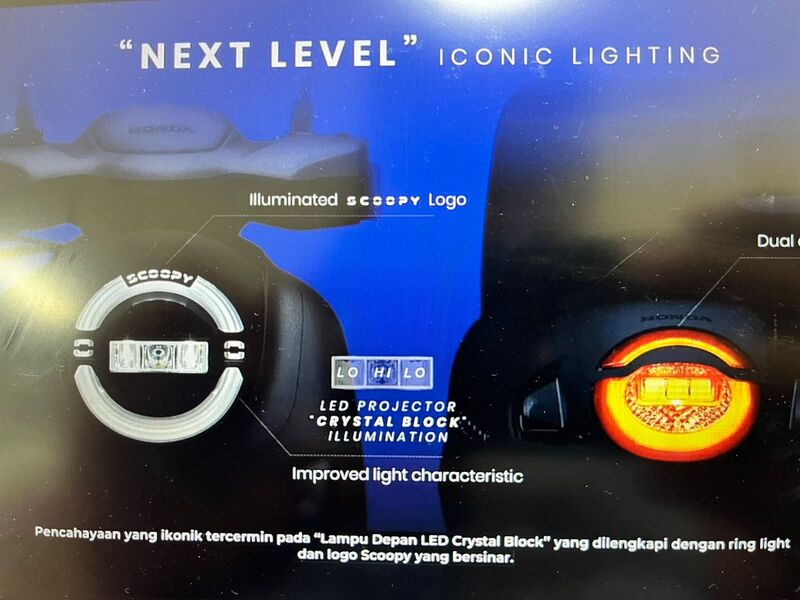 “NEXT LEVEL” ICONIC LIGHTING
HONDA
Illuminated SCOOPY Logo
Dual
SCOOPY
HONDA
LO HI LO
LED PROJECTOR
"CRYSTAL BLOCK"
ILLUMINATION
Improved light characteristic
Pencahayaan yang ikonik tercermin pada “Lampu Depan LED Crystal Block” yang dilengkapi dengan ring light
dan logo Scoopy yang bersinar.